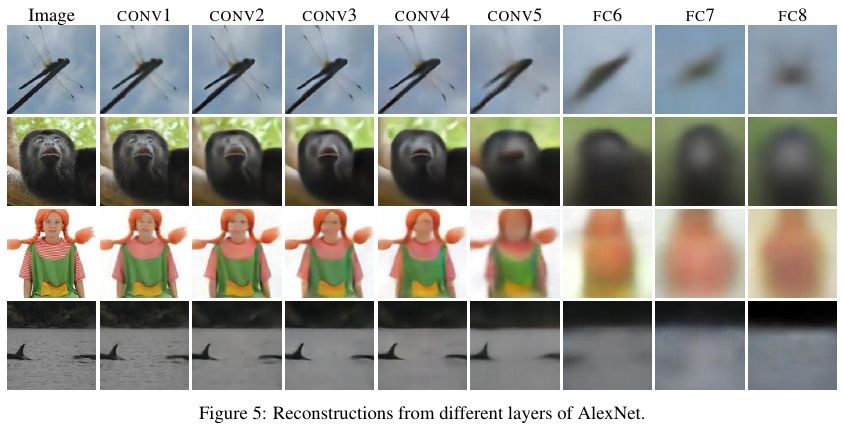 Image CONV1 CONV2 CONV3 CONV4 CONV5 FC6 FC7 FC8
Figure 5: Reconstructions from different layers of AlexNet.